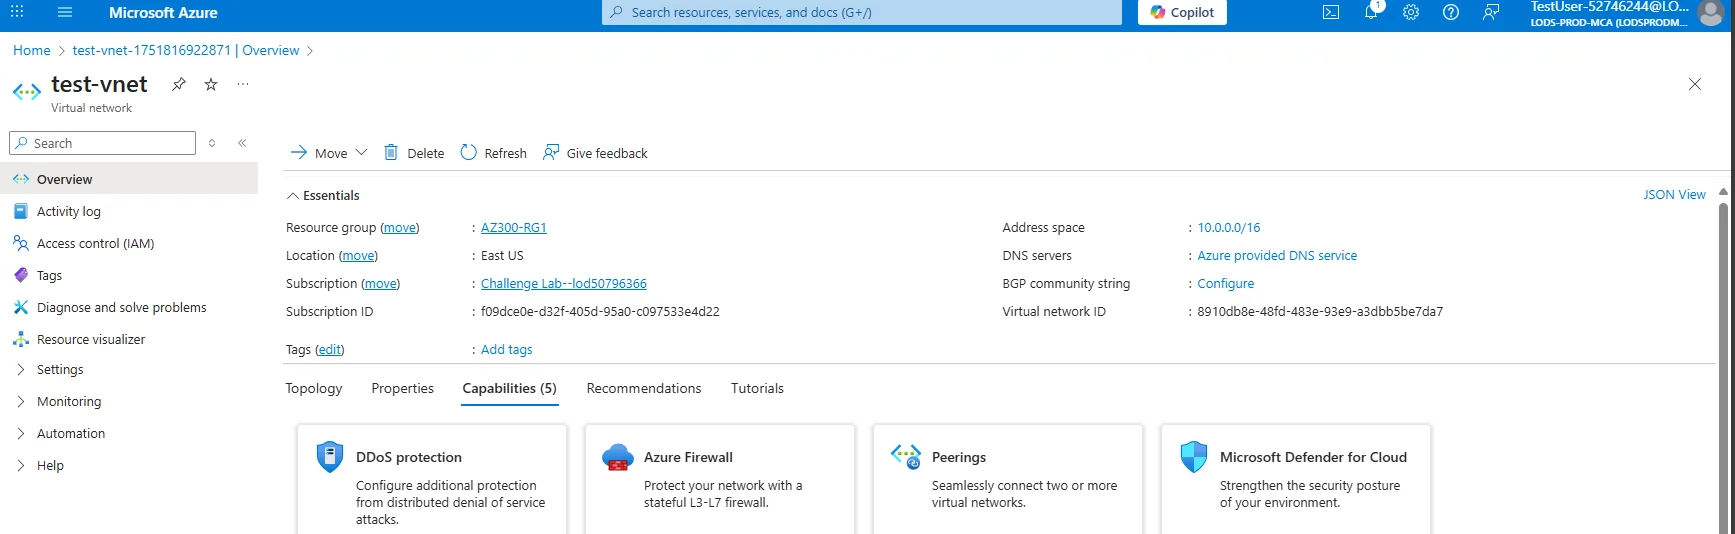 Microsoft Azure
Search resources, services, and docs (G+/)
Copilot
1
TestUser-52746244@LO...
LODS-PROD-MCA (LODSPRODM...
Home > test-vnet-1751816922871 | Overview >
test-vnet
Virtual network
Search
Overview
Activity log
Access control (IAM)
Tags
Diagnose and solve problems
Resource visualizer
Settings
Monitoring
Automation
Help
Move
Delete
Refresh
Give feedback
Essentials
JSON View
Resource group (move) : AZ300-RG1
Location (move) : East US
Subscription (move) : Challenge Lab--lod50796366
Subscription ID : f09dce0e-d32f-405d-95a0-c097533e4d22
Tags (edit) : Add tags
Address space : 10.0.0.0/16
DNS servers : Azure provided DNS service
BGP community string : Configure
Virtual network ID : 8910db8e-48fd-483e-93e9-a3dbb5be7da7
Topology
Properties
Capabilities (5)
Recommendations
Tutorials
DDoS protection
Configure additional protection
from distributed denial of service
attacks.
Azure Firewall
Protect your network with a
stateful L3-L7 firewall.
Peerings
Seamlessly connect two or more
virtual networks.
Microsoft Defender for Cloud
Strengthen the security posture
of your environment.